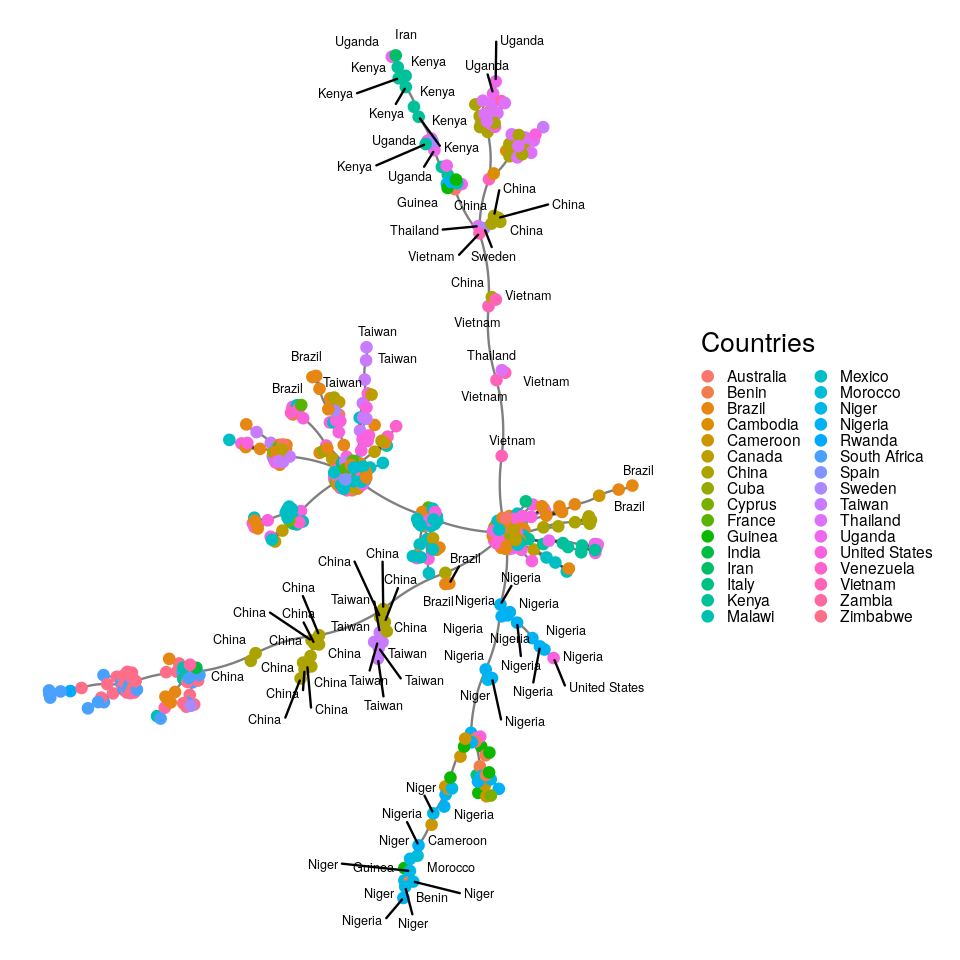 Iran
Uganda
Uganda
Kenya
Kenya
Uganda
Kenya
Kenya
Kenya
Kenya
Uganda
Kenya
Kenya
Uganda
China
Guinea
China
China
Thailand
China
Vietnam
Sweden
China
Vietnam
Vietnam
Taiwan
Brazil
Taiwan
Thailand
Brazil
Taiwan
Vietnam
Vietnam
Vietnam
Brazil
Brazil
China
China
Brazil
China
Nigeria
China
Taiwan
Brazil
Nigeria
Nigeria
China
China
Taiwan
China
Nigeria
Nigeria
China
China
Nigeria
China
Taiwan
Nigeria
Nigeria
China
Nigeria
China
China
Taiwan
Taiwan
Nigeria
United States
China
Niger
China
China
Taiwan
Nigeria
Niger
Nigeria
Nigeria
Niger
Cameroon
Niger
Guinea
Morocco
Niger
Benin
Niger
Nigeria
Niger
Countries
Australia
Benin
Brazil
Cambodia
Cameroon
Canada
China
Cuba
Cyprus
France
Guinea
India
Iran
Italy
Kenya
Malawi
Mexico
Morocco
Niger
Nigeria
Rwanda
South Africa
Spain
Sweden
Taiwan
Thailand
Uganda
United States
Venezuela
Vietnam
Zambia
Zimbabwe